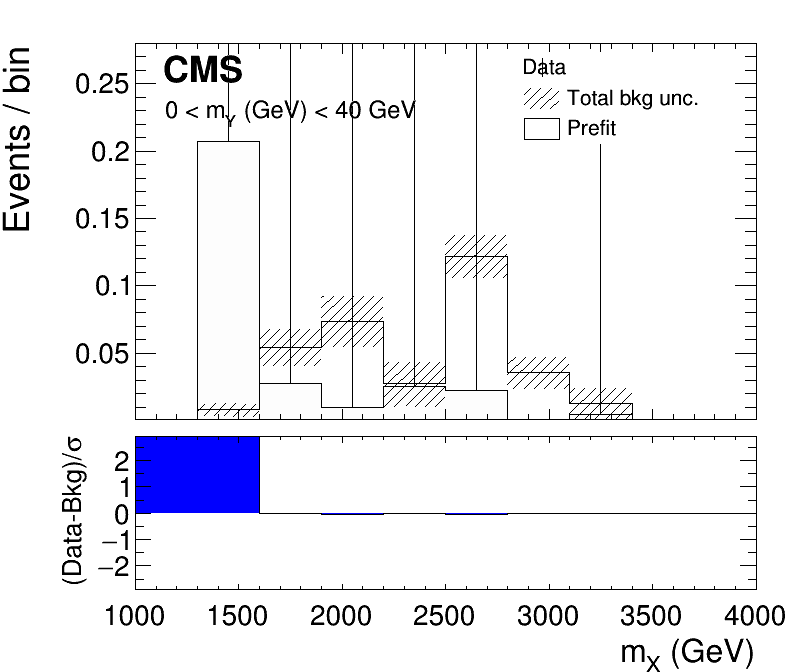 CMS
0 < mY (GeV) < 40 GeV
Data
Total bkg unc.
Prefit
Events / bin
0.25
0.2
0.15
0.1
0.05
(Data-Bkg)/σ
2
1
0
−1
−2
1000 1500 2000 2500 3000 3500 4000
mX (GeV)